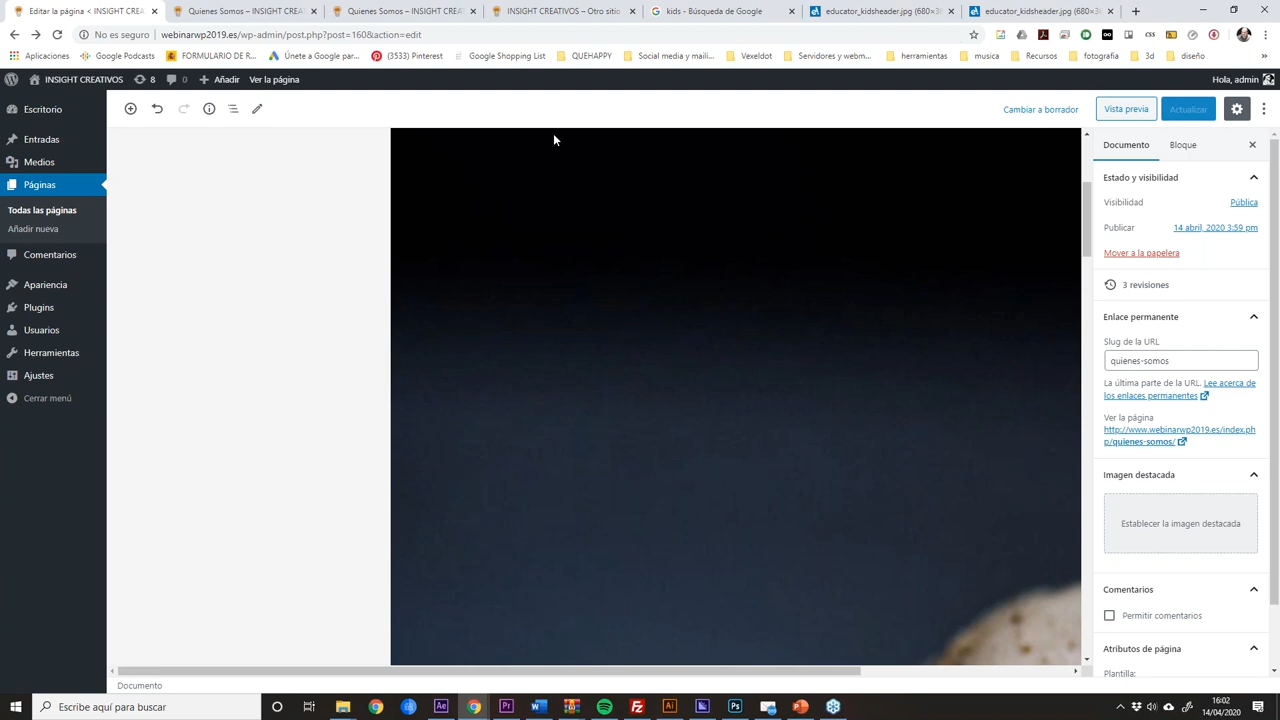 Editar la página < INSIGHT CREA
Quienes Somos – INSIGHT CREATI
Quienes Somos – INSIGHT CREATI
INSIGHT CREATIVOS – Otro sitio
kids - Búsqueda de Google
educator_kidsheader.jpg (680×38
educator_kidsheader.jpg (680×38
No es seguro
webinarwp2019.es/wp-admin/post.php?post=160&action=edit
Aplicaciones
Google Podcasts
FORMULARIO DE R...
Únete a Google par...
(3533) Pinterest
Google Shopping List
QUEHAPPY
Social media y maili...
Vexeldot
Servidores y webm...
herramientas
musica
Recursos
fotografia
3d
diseño
INSIGHT CREATIVOS
8
0
Añadir
Ver la página
Hola, admin
Escritorio
Entradas
Medios
Páginas
Todas las páginas
Añadir nueva
Comentarios
Apariencia
Plugins
Usuarios
Herramientas
Ajustes
Cerrar menú
Cambiar a borrador
Vista previa
Actualizar
Documento
Bloque
Estado y visibilidad
Visibilidad
Pública
Publicar
14 abril, 2020 3:59 pm
Mover a la papelera
3 revisiones
Enlace permanente
Slug de la URL
quienes-somos
La última parte de la URL. Lee acerca de
los enlaces permanentes
Ver la página
http://www.webinarwp2019.es/index.ph
p/quienes-somos/
Imagen destacada
Establecer la imagen destacada
Comentarios
Permitir comentarios
Atributos de página
Plantilla:
Documento
Escribe aquí para buscar
16:02
14/04/2020